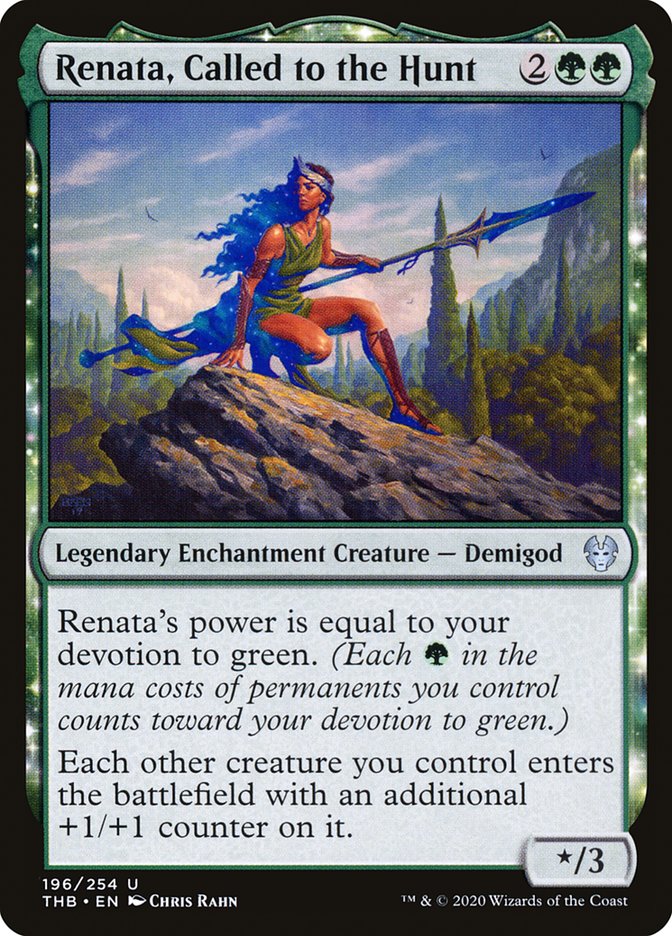 Renata, Called to the Hunt 2
Legendary Enchantment Creature — Demigod
Renata's power is equal to your
devotion to green. (Each in the
mana costs of permanents you control
counts toward your devotion to green.)
Each other creature you control enters
the battlefield with an additional
+1/+1 counter on it.
★/3
196/254 U
THB • EN Chris Rahn
™ & © 2020 Wizards of the Coast